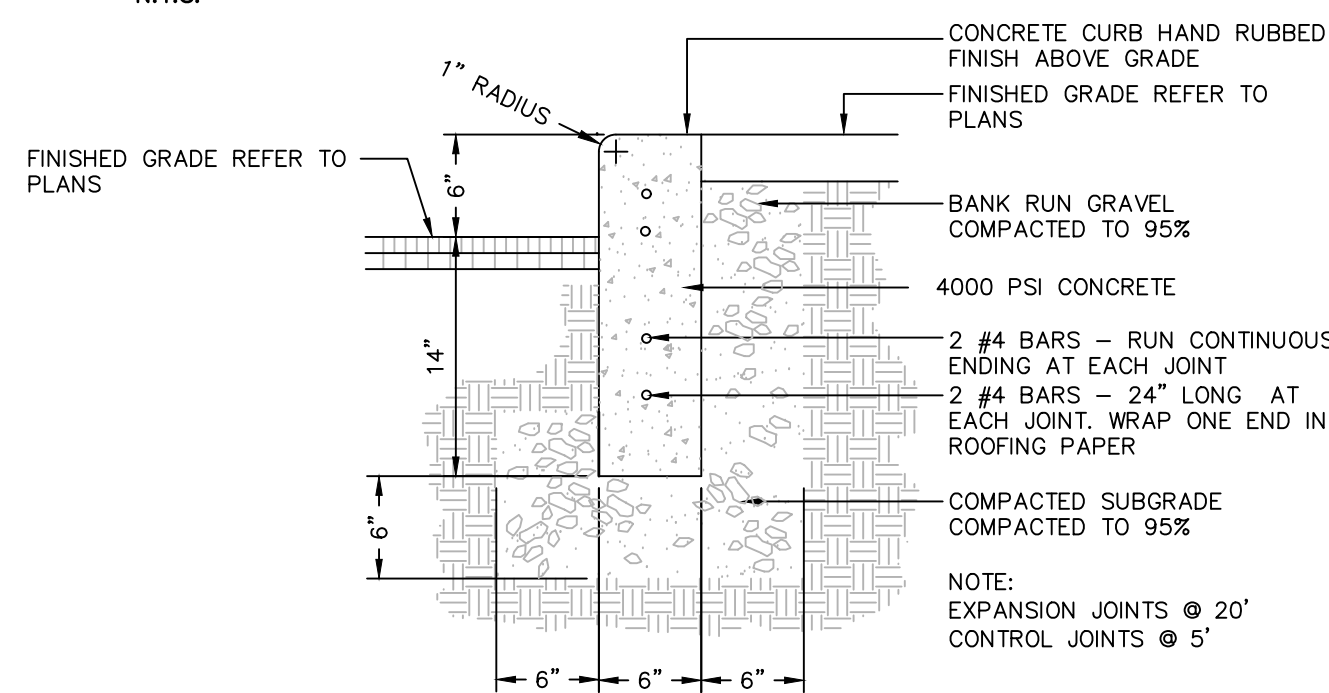 N.T.S.
CONCRETE CURB HAND RUBBED
FINISH ABOVE GRADE
1" RADIUS
FINISHED GRADE REFER TO
PLANS
FINISHED GRADE REFER TO
PLANS
6"
BANK RUN GRAVEL
COMPACTED TO 95%
4000 PSI CONCRETE
14"
2 #4 BARS – RUN CONTINUOUS
ENDING AT EACH JOINT
2 #4 BARS – 24" LONG AT
EACH JOINT. WRAP ONE END IN
ROOFING PAPER
6"
COMPACTED SUBGRADE
COMPACTED TO 95%
NOTE:
EXPANSION JOINTS @ 20'
CONTROL JOINTS @ 5'
6" 6" 6"